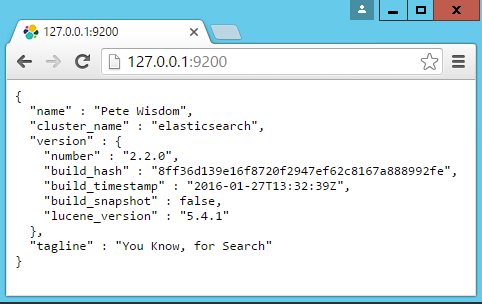 127.0.0.1:9200
127.0.0.1:9200
{
"name" : "Pete Wisdom",
"cluster_name" : "elasticsearch",
"version" : {
"number" : "2.2.0",
"build_hash" : "8ff36d139e16f8720f2947ef62c8167a888992fe",
"build_timestamp" : "2016-01-27T13:32:39Z",
"build_snapshot" : false,
"lucene_version" : "5.4.1"
},
"tagline" : "You Know, for Search"
}